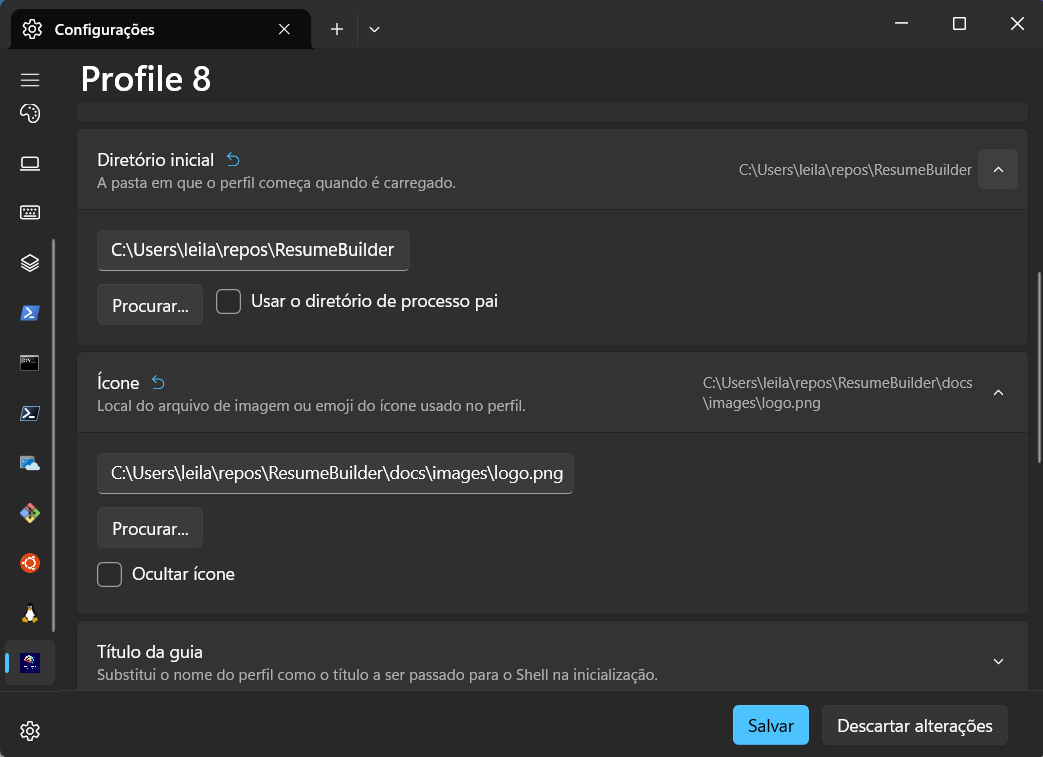 Configurações
Profile 8
Diretório inicial
A pasta em que o perfil começa quando é carregado.
C:\Users\leila\repos\ResumeBuilder
C:\Users\leila\repos\ResumeBuilder
Procurar...
Usar o diretório de processo pai
Ícone
Local do arquivo de imagem ou emoji do ícone usado no perfil.
C:\Users\leila\repos\ResumeBuilder\docs
\images\logo.png
C:\Users\leila\repos\ResumeBuilder\docs\images\logo.png
Procurar...
Ocultar ícone
Título da guia
Substitui o nome do perfil como o título a ser passado para o Shell na inicialização.
Salvar
Descartar alterações